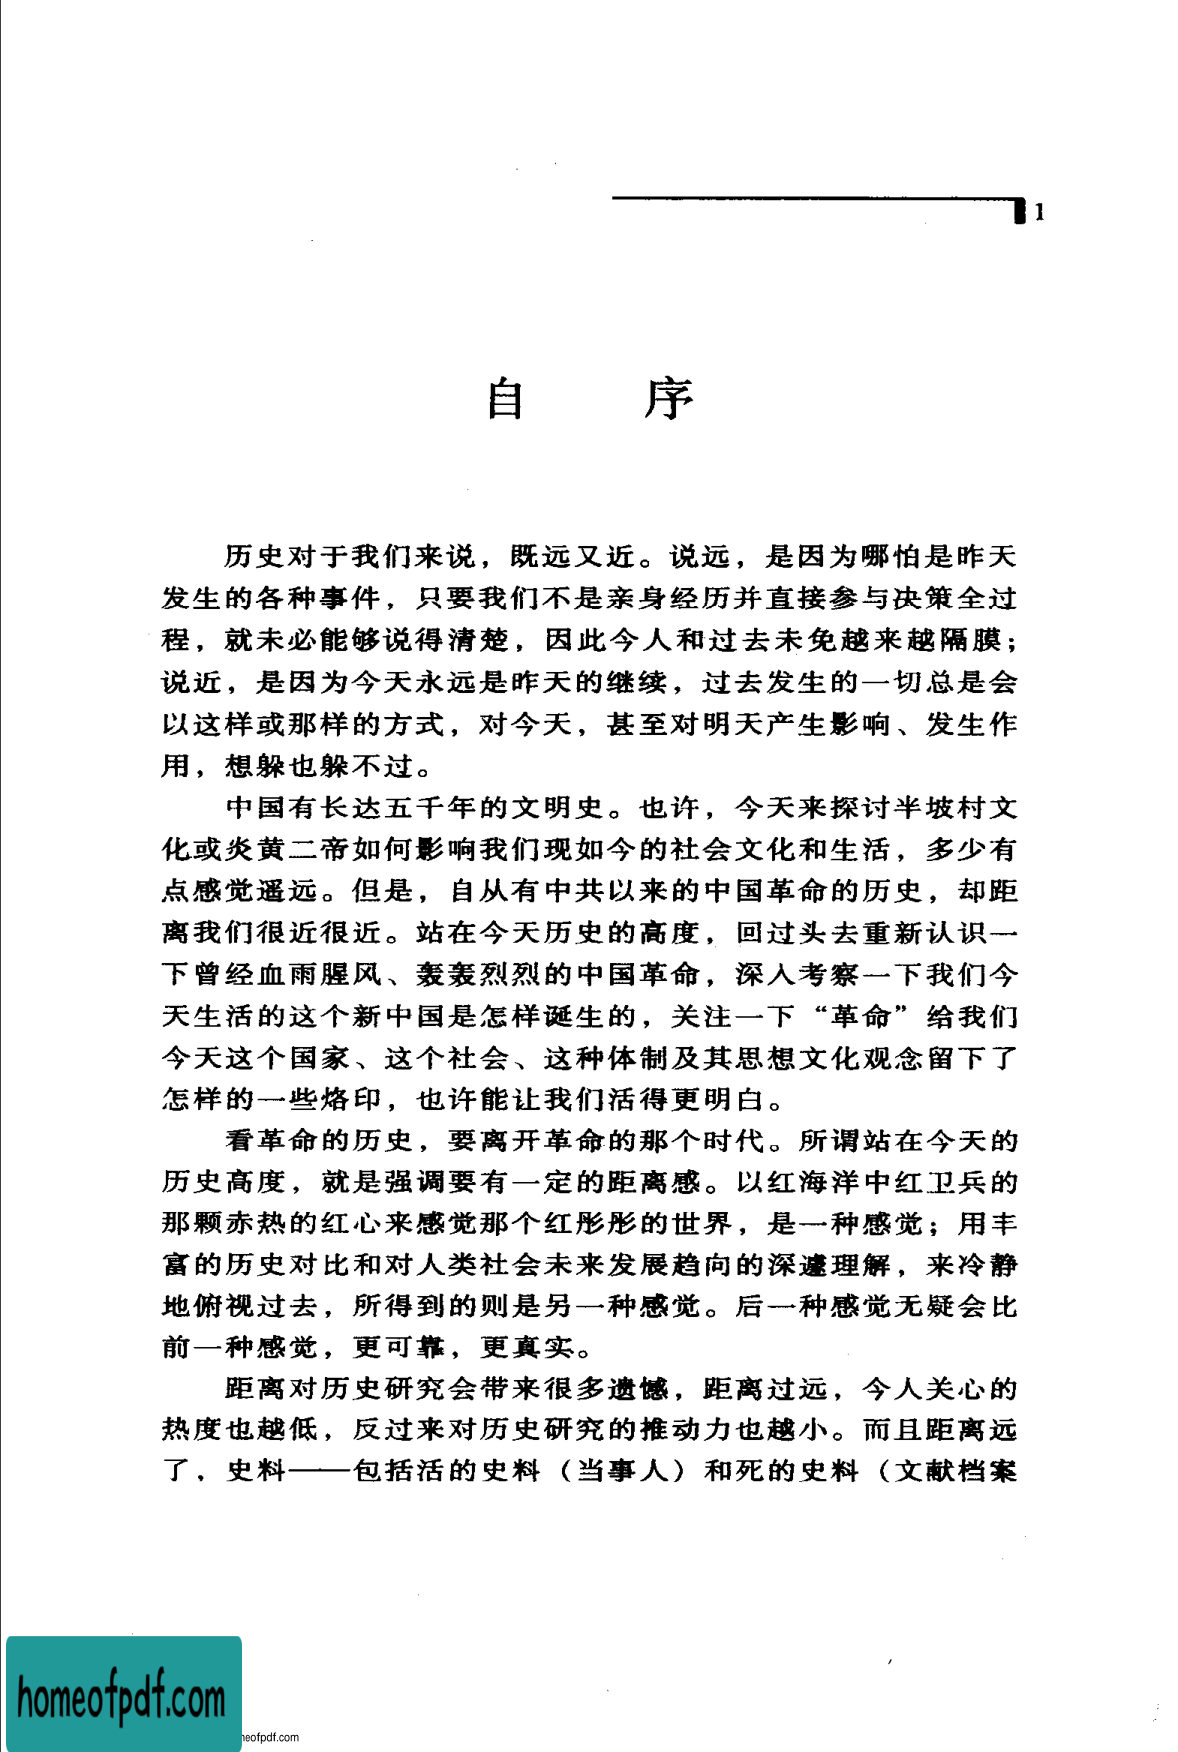 1
自 序
历史对于我们来说，既远又近。说远，是因为哪怕是昨天
发生的各种事件，只要我们不是亲身经历并直接参与决策全过
程，就未必能够说得清楚，因此今人和过去未免越来越隔膜；
说近，是因为今天永远是昨天的继续，过去发生的一切总是会
以这样或那样的方式，对今天，甚至对明天产生影响、发生作
用，想躲也躲不过。
中国有长达五千年的文明史。也许，今天来探讨半坡村文
化或炎黄二帝如何影响我们现如今的社会文化和生活，多少有
点感觉遥远。但是，自从有中共以来的中国革命的历史，却距
离我们很近很近。站在今天历史的高度，回过头去重新认识一
下曾经血雨腥风、轰轰烈烈的中国革命，深入考察一下我们今
天生活的这个新中国是怎样诞生的，关注一下“革命”给我们
今天这个国家、这个社会、这种体制及其思想文化观念留下了
怎样的一些烙印，也许能让我们活得更明白。
看革命的历史，要离开革命的那个时代。所谓站在今天的
历史高度，就是强调要有一定的距离感。以红海洋中红卫兵的
那颗赤热的红心来感觉那个红彤彤的世界，是一种感觉；用丰
富的历史对比和对人类社会未来发展趋向的深邃理解，来冷静
地俯视过去，所得到的则是另一种感觉。后一种感觉无疑会比
前一种感觉，更可靠，更真实。
距离对历史研究会带来很多遗憾，距离过远，今人关心的
热度也越低，反过来对历史研究的推动力也越小。而且距离远
了，史料——包括活的史料（当事人）和死的史料（文献档案
homeofpdf.com
neofpdf.com